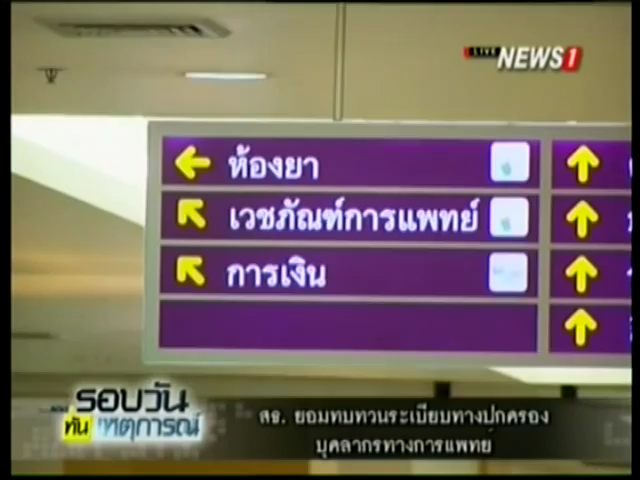 LIVE NEWS1
ห้องยา
เวชภัณฑ์การแพทย์
การเงิน
รอบวัน
ทันเหตุการณ์
สธ. ยอมทบทวนระเบียบทางปกครอง
บุคลากรทางการแพทย์